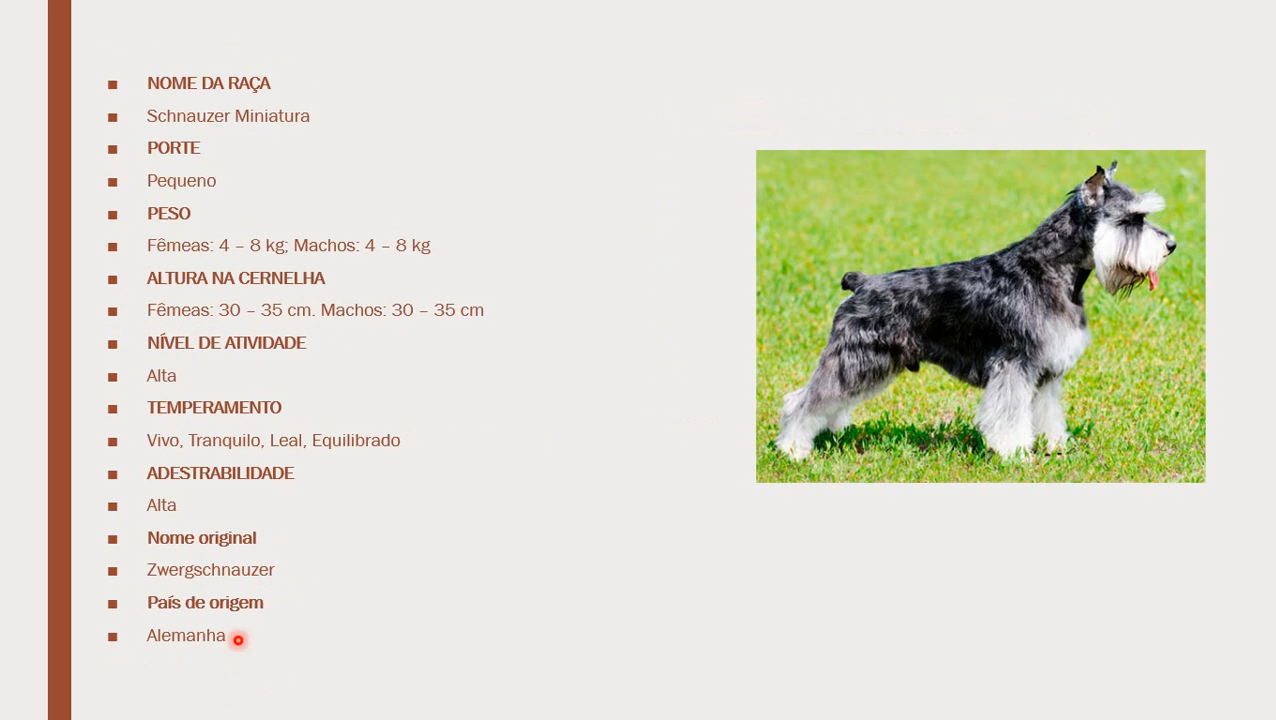 NOME DA RAÇA
Schnauzer Miniatura
PORTE
Pequeno
PESO
Fêmeas: 4 – 8 kg; Machos: 4 – 8 kg
ALTURA NA CERNELHA
Fêmeas: 30 – 35 cm. Machos: 30 – 35 cm
NÍVEL DE ATIVIDADE
Alta
TEMPERAMENTO
Vivo, Tranquilo, Leal, Equilibrado
ADESTRABILIDADE
Alta
Nome original
Zwergschnauzer
País de origem
Alemanha